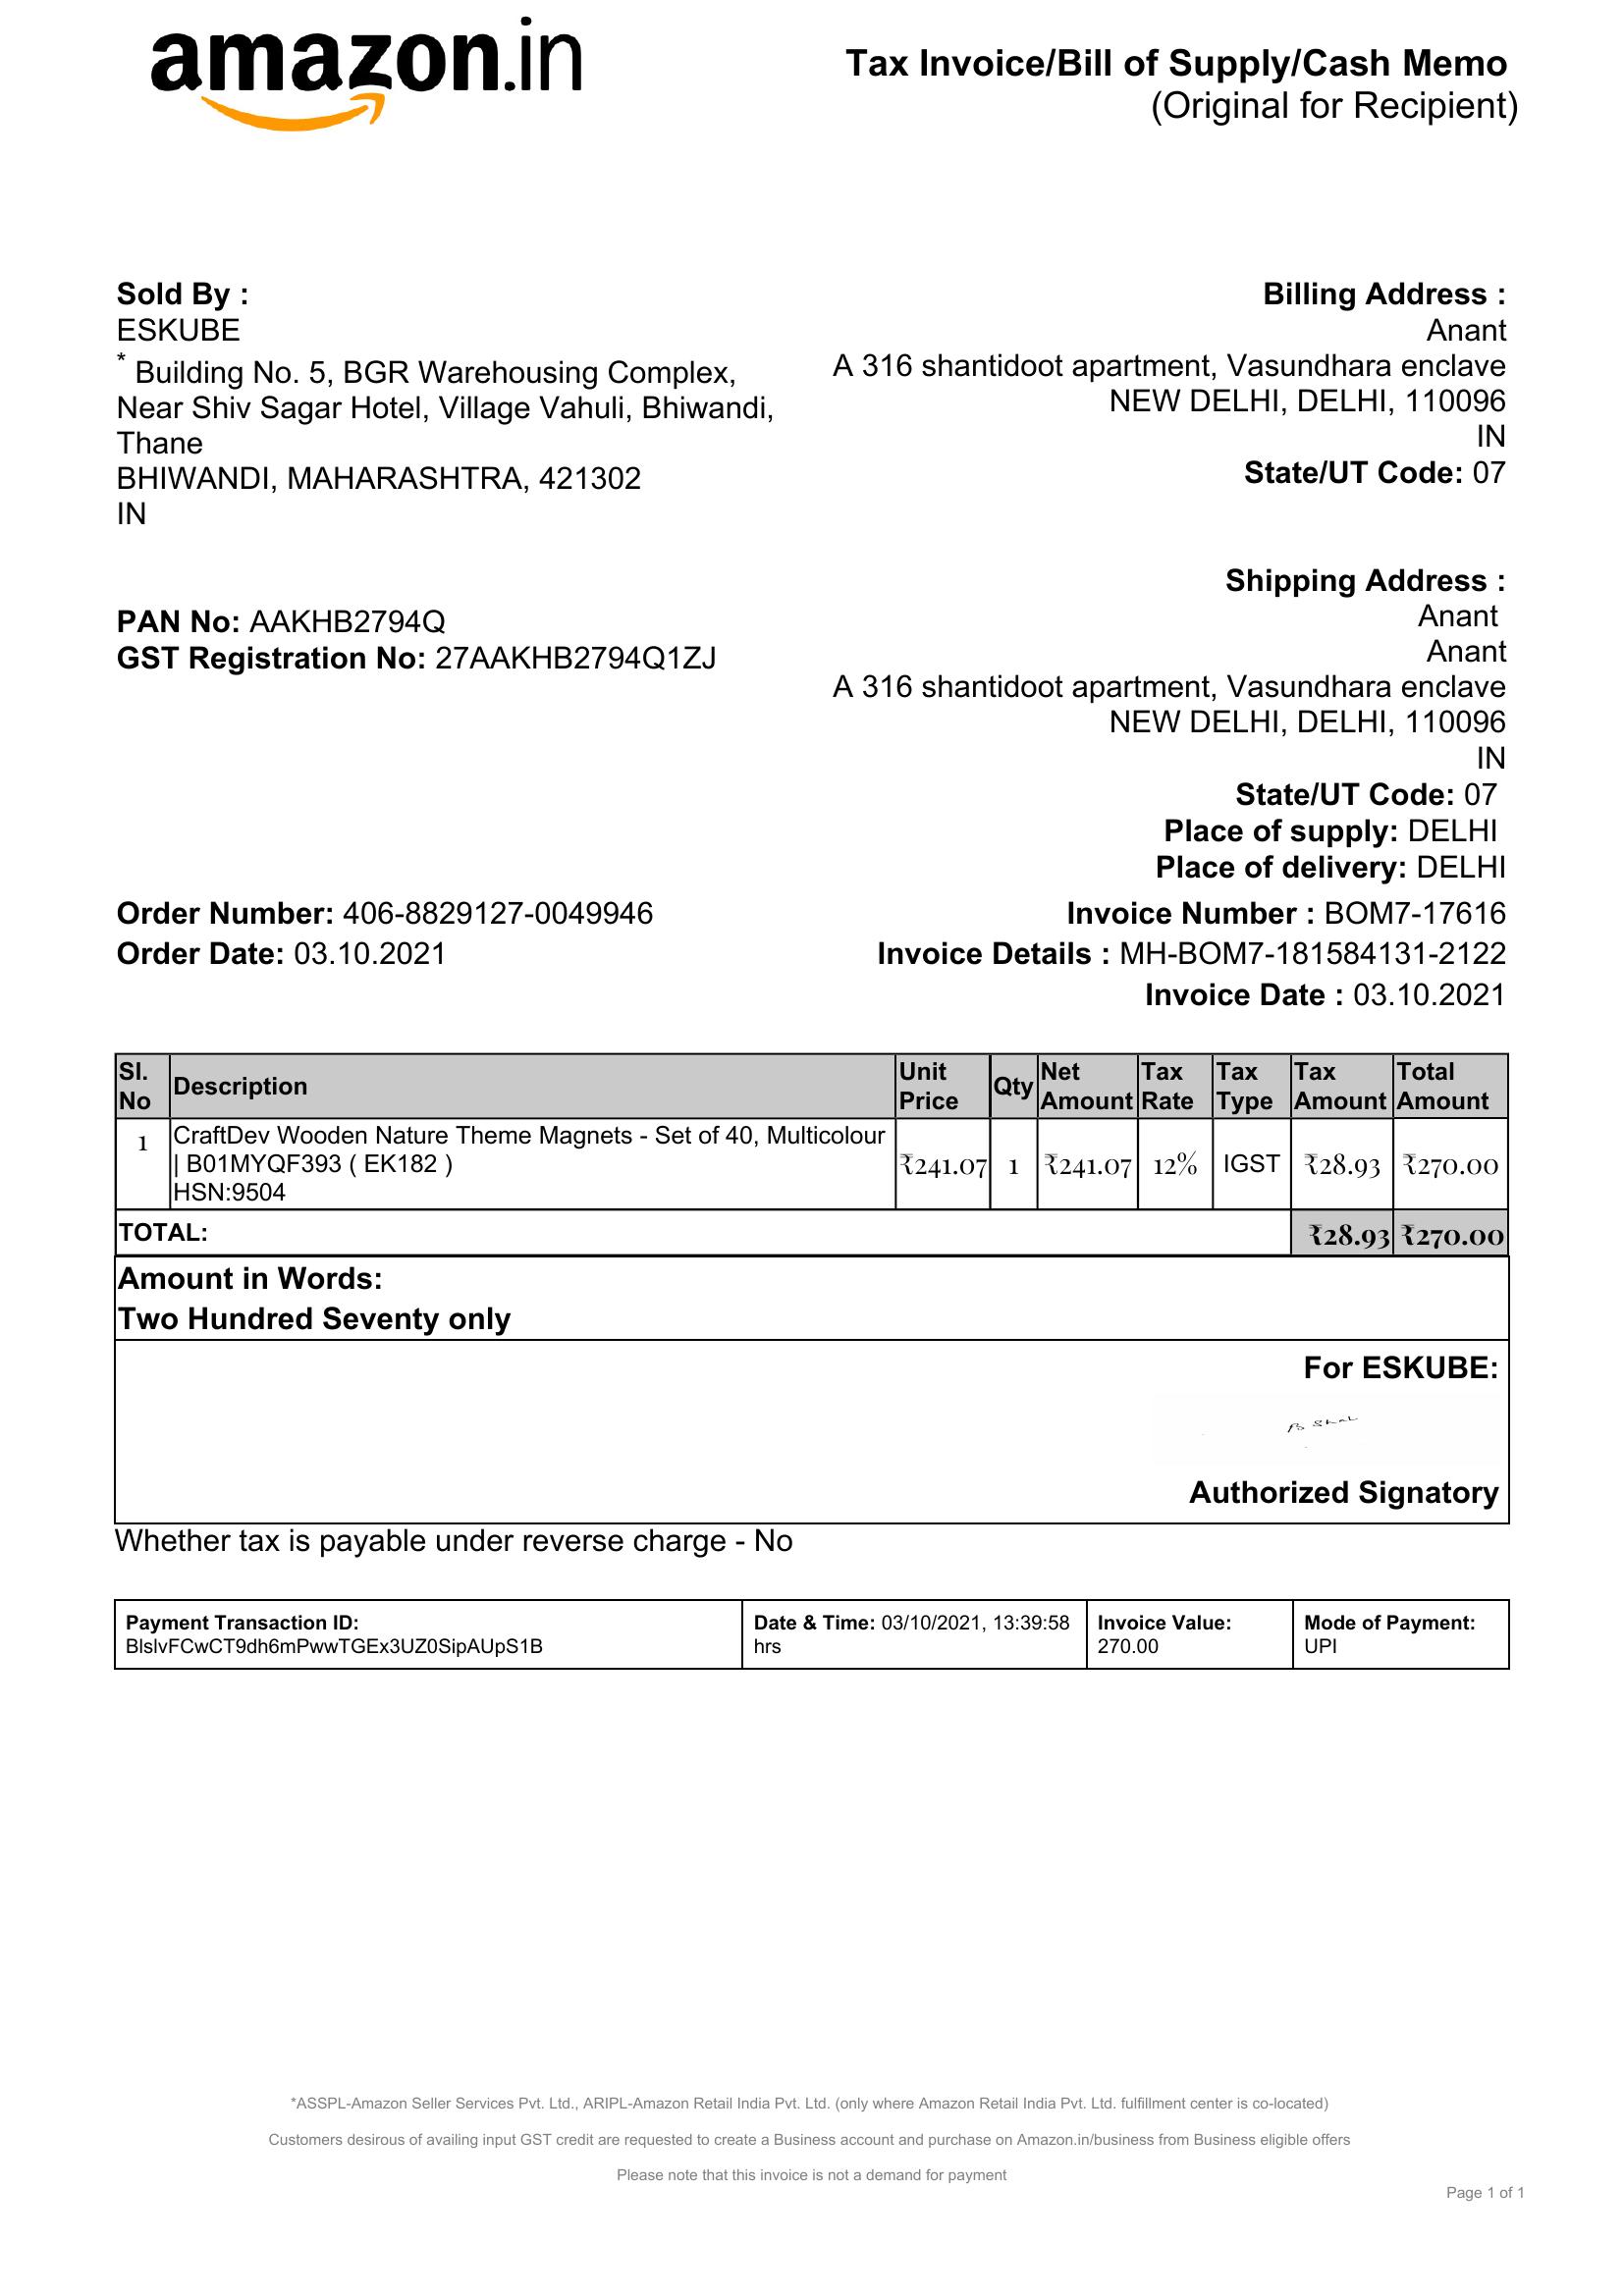 amazon.in
Tax Invoice/Bill of Supply/Cash Memo
(Original for Recipient)
Sold By :
ESKUBE
* Building No. 5, BGR Warehousing Complex,
Near Shiv Sagar Hotel, Village Vahuli, Bhiwandi,
Thane
BHIWANDI, MAHARASHTRA, 421302
IN
PAN No: AAKHB2794Q
GST Registration No: 27AAKHB2794Q1ZJ
Billing Address :
Anant
A 316 shantidoot apartment, Vasundhara enclave
NEW DELHI, DELHI, 110096
IN
State/UT Code: 07
Shipping Address :
Anant
Anant
A 316 shantidoot apartment, Vasundhara enclave
NEW DELHI, DELHI, 110096
IN
State/UT Code: 07
Place of supply: DELHI
Place of delivery: DELHI
Order Number: 406-8829127-0049946
Order Date: 03.10.2021
Invoice Number : BOM7-17616
Invoice Details : MH-BOM7-181584131-2122
Invoice Date : 03.10.2021
Sl. No Description Unit Price Qty Net Amount Tax Rate Tax Type Tax Amount Total Amount
1 CraftDev Wooden Nature Theme Magnets - Set of 40, Multicolour
| B01MYQF393 ( EK182 )
HSN:9504
₹241.07 1 ₹241.07 12% IGST ₹28.93 ₹270.00
TOTAL: ₹28.93 ₹270.00
Amount in Words:
Two Hundred Seventy only
For ESKUBE:
Authorized Signatory
Whether tax is payable under reverse charge - No
Payment Transaction ID:
BlslvFCwCT9dh6mPwwTGEx3UZ0SipAUpS1B
Date & Time: 03/10/2021, 13:39:58
hrs
Invoice Value:
270.00
Mode of Payment:
UPI
*ASSPL-Amazon Seller Services Pvt. Ltd., ARIPL-Amazon Retail India Pvt. Ltd. (only where Amazon Retail India Pvt. Ltd. fulfillment center is co-located)
Customers desirous of availing input GST credit are requested to create a Business account and purchase on Amazon.in/business from Business eligible offers
Please note that this invoice is not a demand for payment
Page 1 of 1